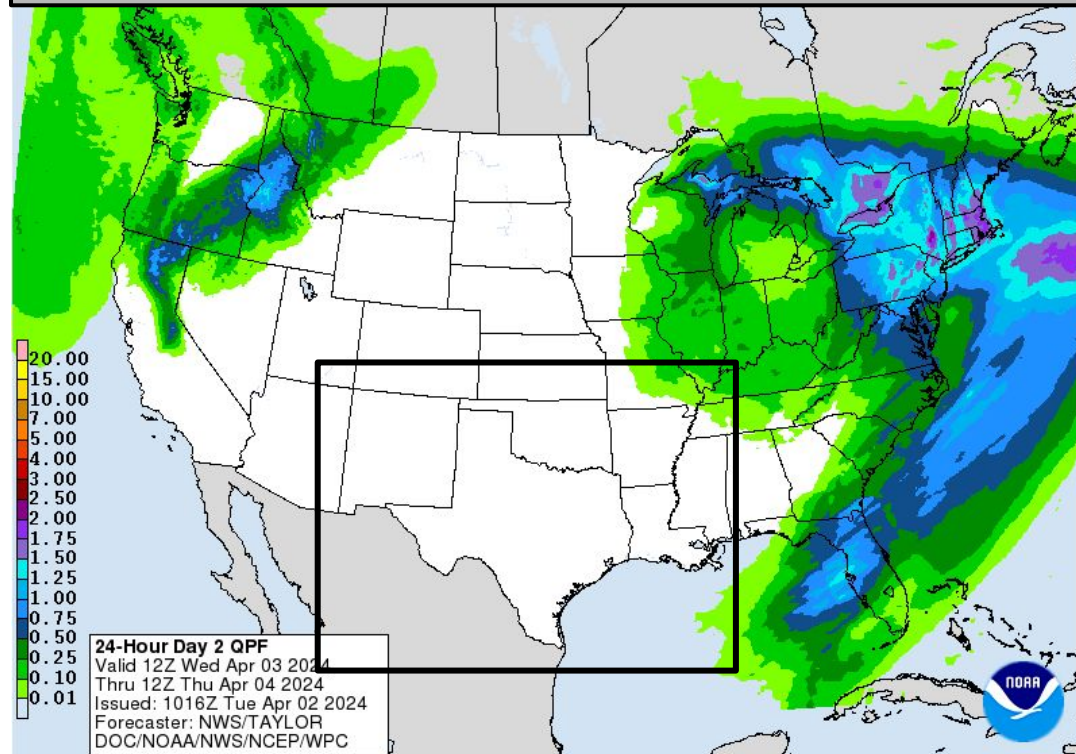 20.00
15.00
10.00
7.00
5.00
4.00
3.00
2.50
2.00
1.75
1.50
1.25
1.00
0.75
0.50
0.25
0.10
0.01
24-Hour Day 2 QPF
Valid 12Z Wed Apr 03 2024
Thru 12Z Thu Apr 04 2024
Issued: 1016Z Tue Apr 02 2024
Forecaster: NWS/TAYLOR
DOC/NOAA/NWS/NCEP/WPC
NOAA